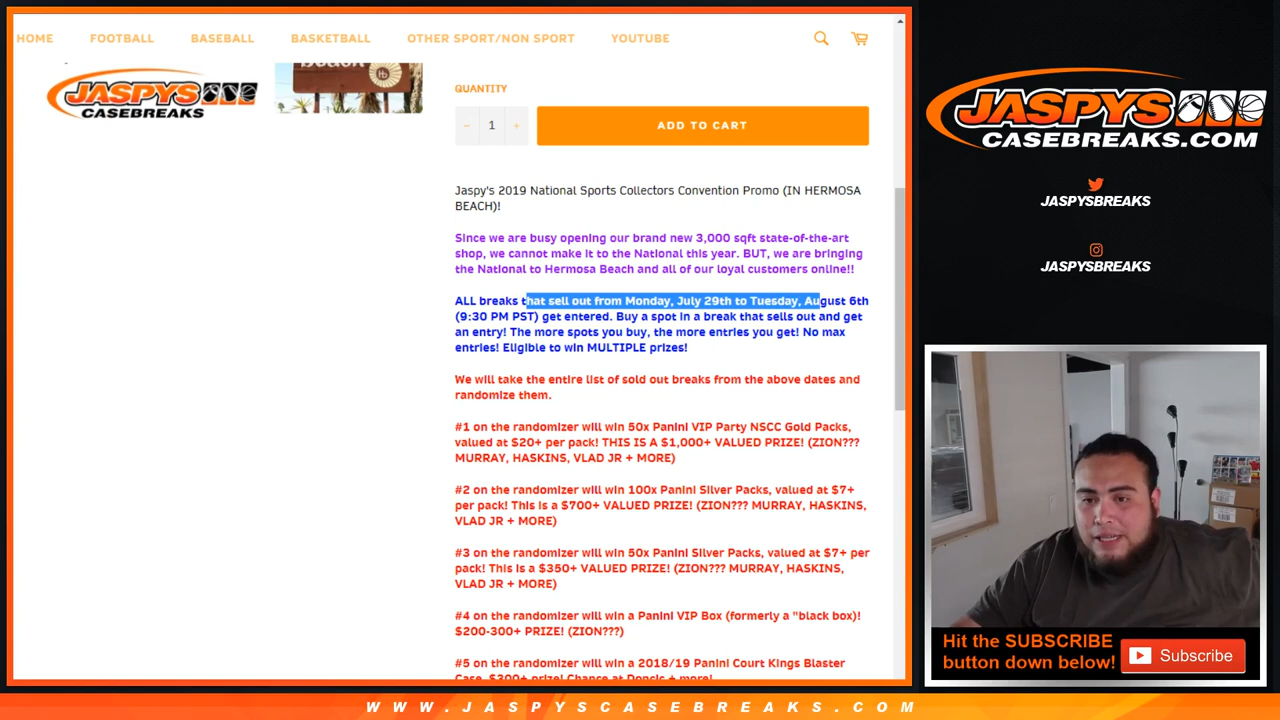 HOME FOOTBALL BASEBALL BASKETBALL OTHER SPORT/NON SPORT YOUTUBE
JASPYS
CASEBREAKS
QUANTITY
− 1 +
ADD TO CART
Jaspy's 2019 National Sports Collectors Convention Promo (IN HERMOSA
BEACH)!
Since we are busy opening our brand new 3,000 sqft state-of-the-art
shop, we cannot make it to the National this year. BUT, we are bringing
the National to Hermosa Beach and all of our loyal customers online!!
ALL breaks that sell out from Monday, July 29th to Tuesday, August 6th
(9:30 PM PST) get entered. Buy a spot in a break that sells out and get
an entry! The more spots you buy, the more entries you get! No max
entries! Eligible to win MULTIPLE prizes!
We will take the entire list of sold out breaks from the above dates and
randomize them.
#1 on the randomizer will win 50x Panini VIP Party NSCC Gold Packs,
valued at $20+ per pack! THIS IS A $1,000+ VALUED PRIZE! (ZION???
MURRAY, HASKINS, VLAD JR + MORE)
#2 on the randomizer will win 100x Panini Silver Packs, valued at $7+
per pack! This is a $700+ VALUED PRIZE! (ZION??? MURRAY, HASKINS,
VLAD JR + MORE)
#3 on the randomizer will win 50x Panini Silver Packs, valued at $7+ per
pack! This is a $350+ VALUED PRIZE! (ZION??? MURRAY, HASKINS,
VLAD JR + MORE)
#4 on the randomizer will win a Panini VIP Box (formerly a "black box)!
$200-300+ PRIZE! (ZION???)
#5 on the randomizer will win a 2018/19 Panini Court Kings Blaster
Case. $300+ prize! Chance at Doncic + more!
JASPYS
CASEBREAKS.COM
JASPYSBREAKS
JASPYSBREAKS
Hit the SUBSCRIBE
button down below!
Subscribe
WWW.JASPYSCASEBREAKS.COM